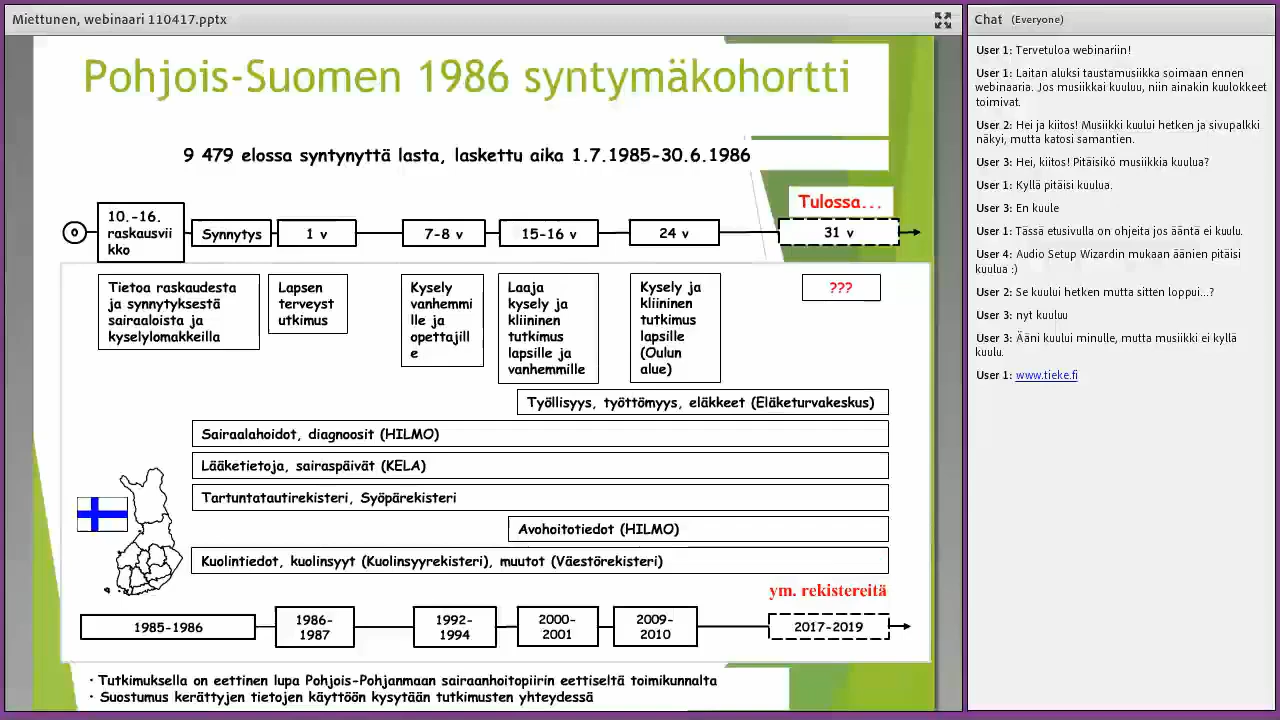 Miettunen, webinaari 110417.pptx
Pohjois-Suomen 1986 syntymäkohortti
9 479 elossa syntynyttä lasta, laskettu aika 1.7.1985-30.6.1986
Tulossa...
0
10.-16.
raskausvii
kko
Synnytys
1 v
7-8 v
15-16 v
24 v
31 v
Tietoa raskaudesta
ja synnytyksestä
sairaaloista ja
kyselylomakkeilla
Lapsen
terveyst
utkimus
Kysely
vanhemmi
lle ja
opettajill
e
Laaja
kysely ja
kliininen
tutkimus
lapsille ja
vanhemmille
Kysely ja
kliininen
tutkimus
lapsille
(Oulun
alue)
???
Työllisyys, työttömyys, eläkkeet (Eläketurvakeskus)
Sairaalahoidot, diagnoosit (HILMO)
Lääketietoja, sairaspäivät (KELA)
Tartuntatautirekisteri, Syöpärekisteri
Avohoitotiedot (HILMO)
Kuolintiedot, kuolinsyyt (Kuolinsyyrekisteri), muutot (Väestörekisteri)
ym. rekistereitä
1985-1986
1986-
1987
1992-
1994
2000-
2001
2009-
2010
2017-2019
• Tutkimuksella on eettinen lupa Pohjois-Pohjanmaan sairaanhoitopiirin eettiseltä toimikunnalta
• Suostumus kerättyjen tietojen käyttöön kysytään tutkimusten yhteydessä
Chat (Everyone)
User 1: Tervetuloa webinariin!
User 1: Laitan aluksi taustamusiikka soimaan ennen
webinaaria. Jos musiikkai kuuluu, niin ainakin kuulokkeet
toimivat.
User 2: Hei ja kiitos! Musiikki kuului hetken ja sivupalkki
näkyi, mutta katosi samantien.
User 3: Hei, kiitos! Pitäisikö musiikkia kuulua?
User 1: Kyllä pitäisi kuulua.
User 3: En kuule
User 1: Tässä etusivulla on ohjeita jos ääntä ei kuulu.
User 4: Audio Setup Wizardin mukaan äänien pitäisi
kuulua :)
User 2: Se kuului hetken mutta sitten loppui...?
User 3: nyt kuuluu
User 3: Ääni kuului minulle, mutta musiikki ei kyllä
kuulu.
User 1: www.tieke.fi